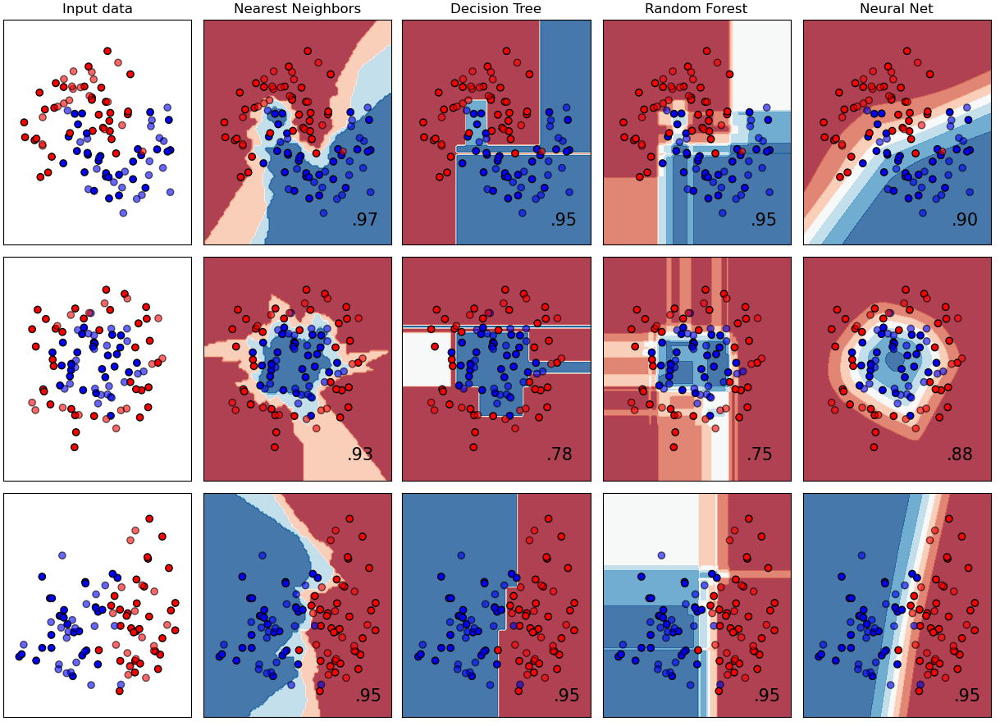 Input data
Nearest Neighbors
Decision Tree
Random Forest
Neural Net
.97
.95
.95
.90
.93
.78
.75
.88
.95
.95
.95
.95